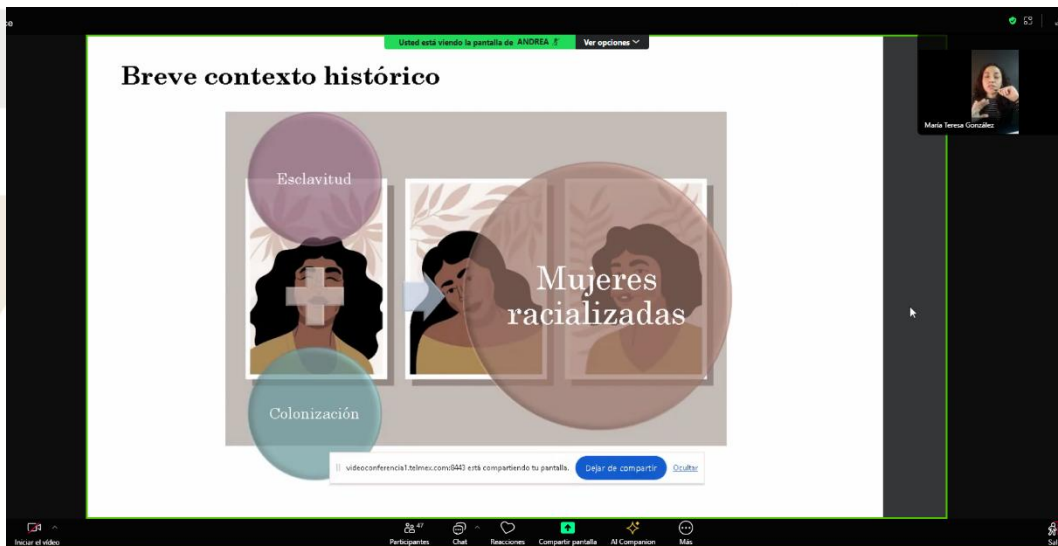 Usted está viendo la pantalla de ANDREA
Ver opciones
Breve contexto histórico
María Teresa González
Esclavitud
Mujeres
racializadas
Colonización
videoconferencia1.telmex.com:8443 está compartiendo tu pantalla.
Dejar de compartir
Ocultar
Iniciar el vídeo
47
Participantes
Chat
Reacciones
Compartir pantalla
AI Companion
Más